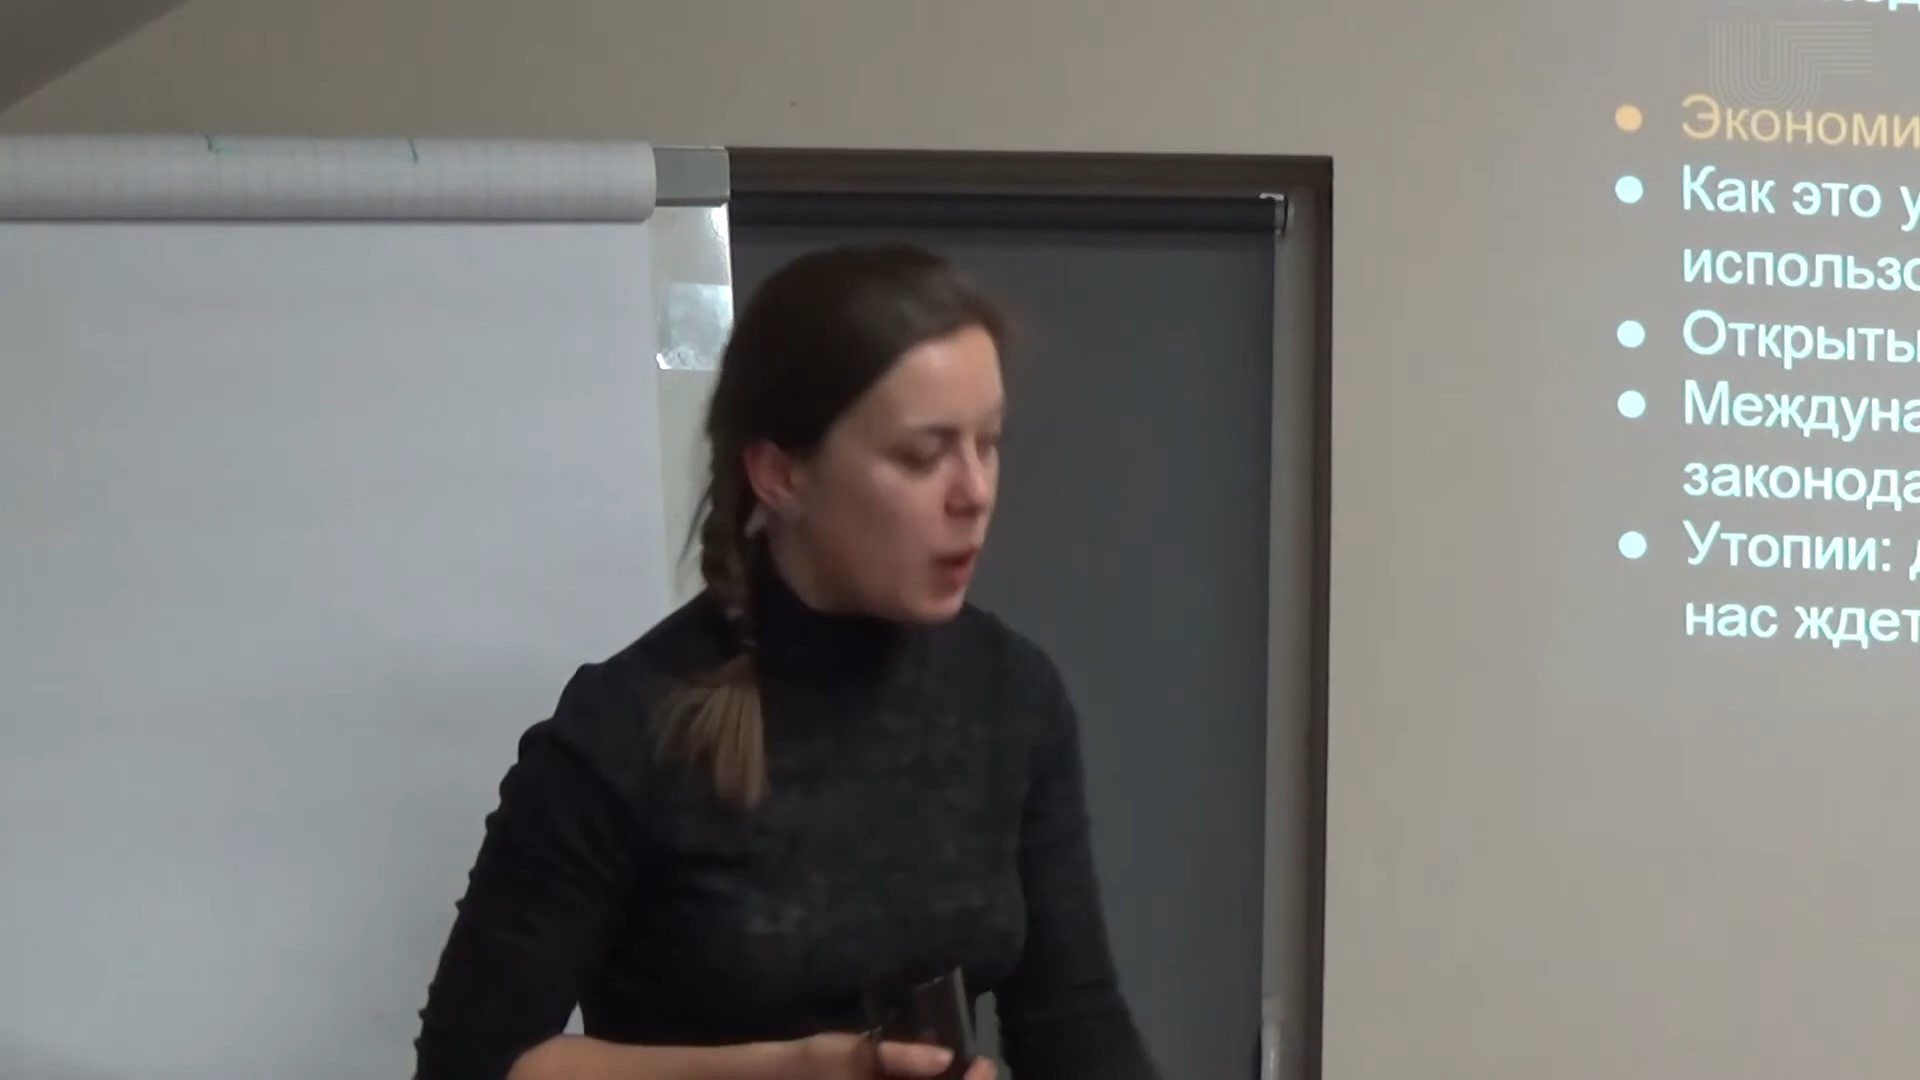 Экономи
Как это у
использо
Открыты
Междуна
законода
Утопии: д
нас ждет